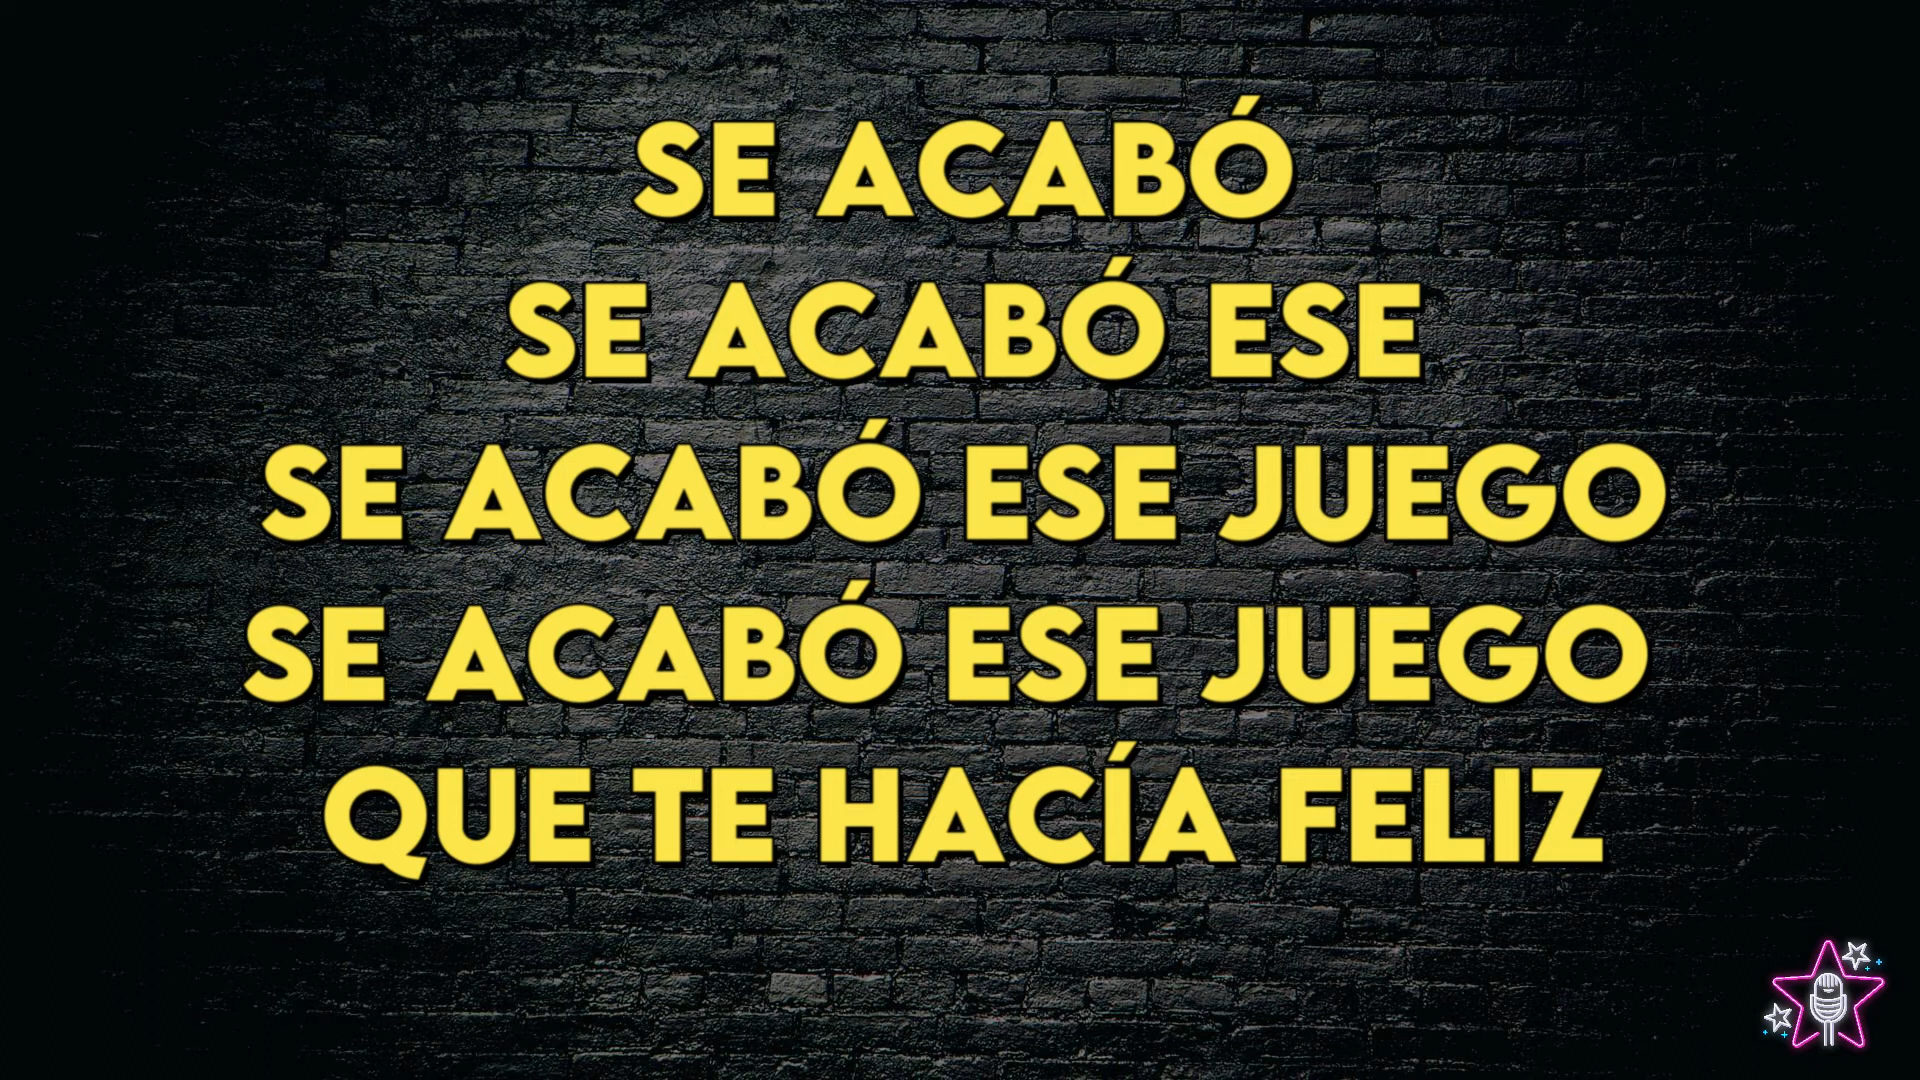 SE ACABÓ
SE ACABÓ ESE
SE ACABÓ ESE JUEGO
SE ACABÓ ESE JUEGO
QUE TE HACÍA FELIZ